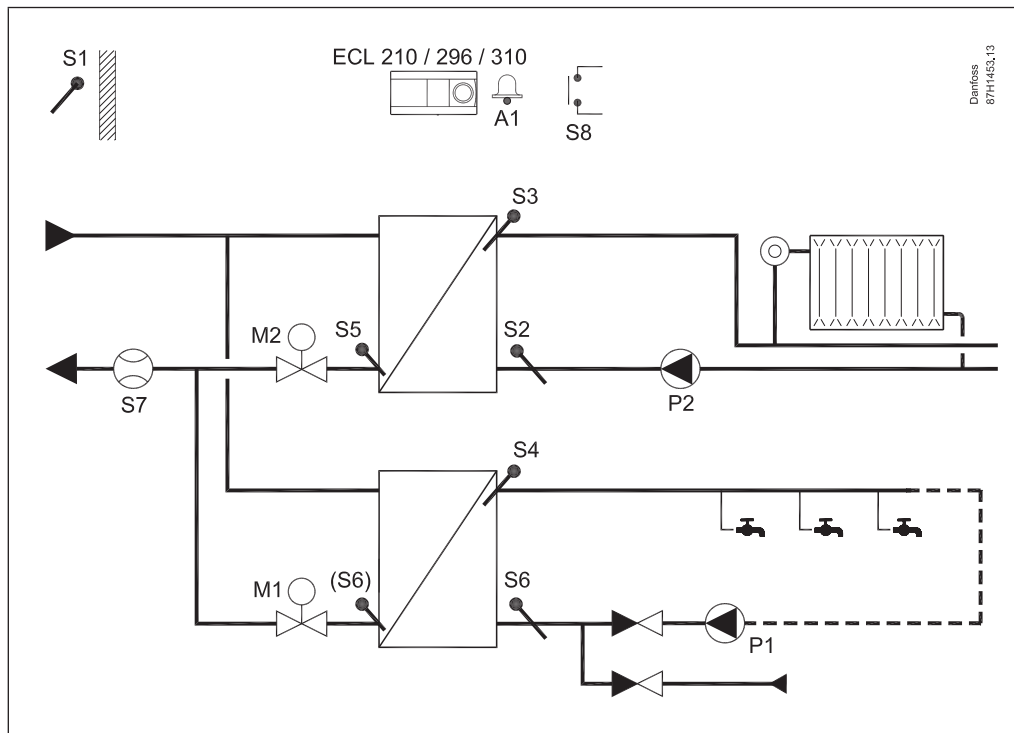 S1
ECL 210 / 296 / 310
A1
S8
Danfoss
87H1453.13
S3
M2
S5
S2
S7
P2
S4
M1
(S6)
S6
P1